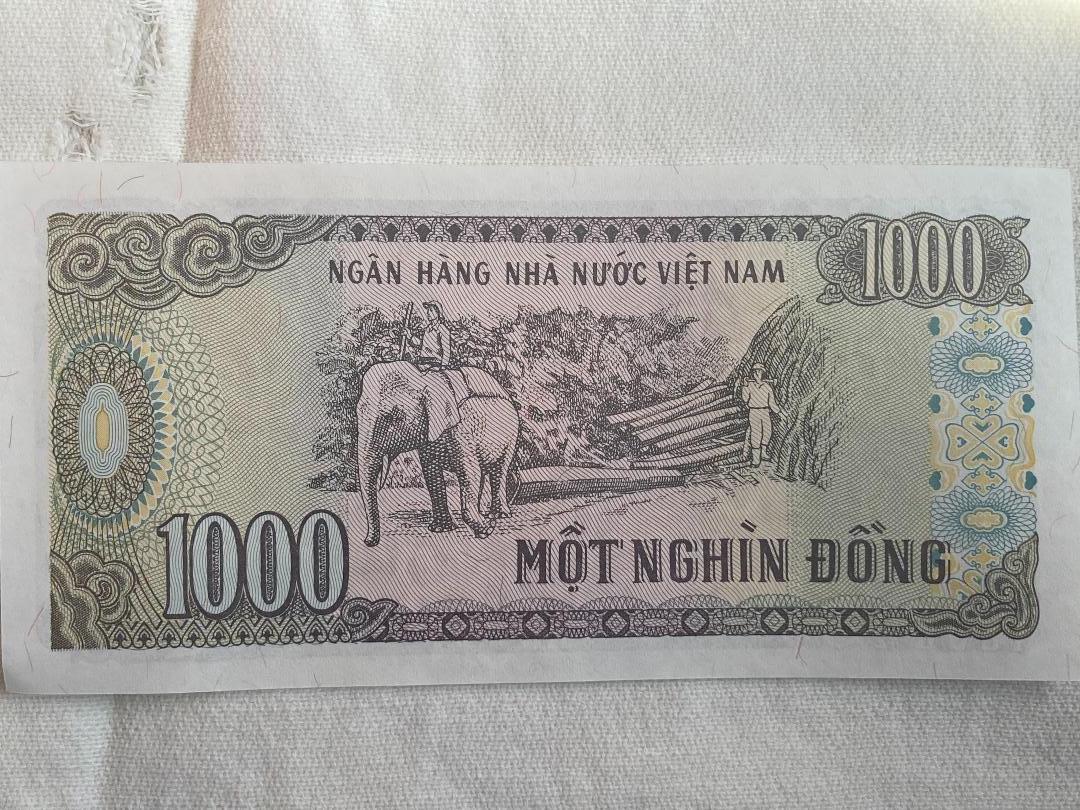 NGÂN HÀNG NHÀ NƯỚC VIỆT NAM
1000
1000
MỘT NGHÌN ĐỒNG